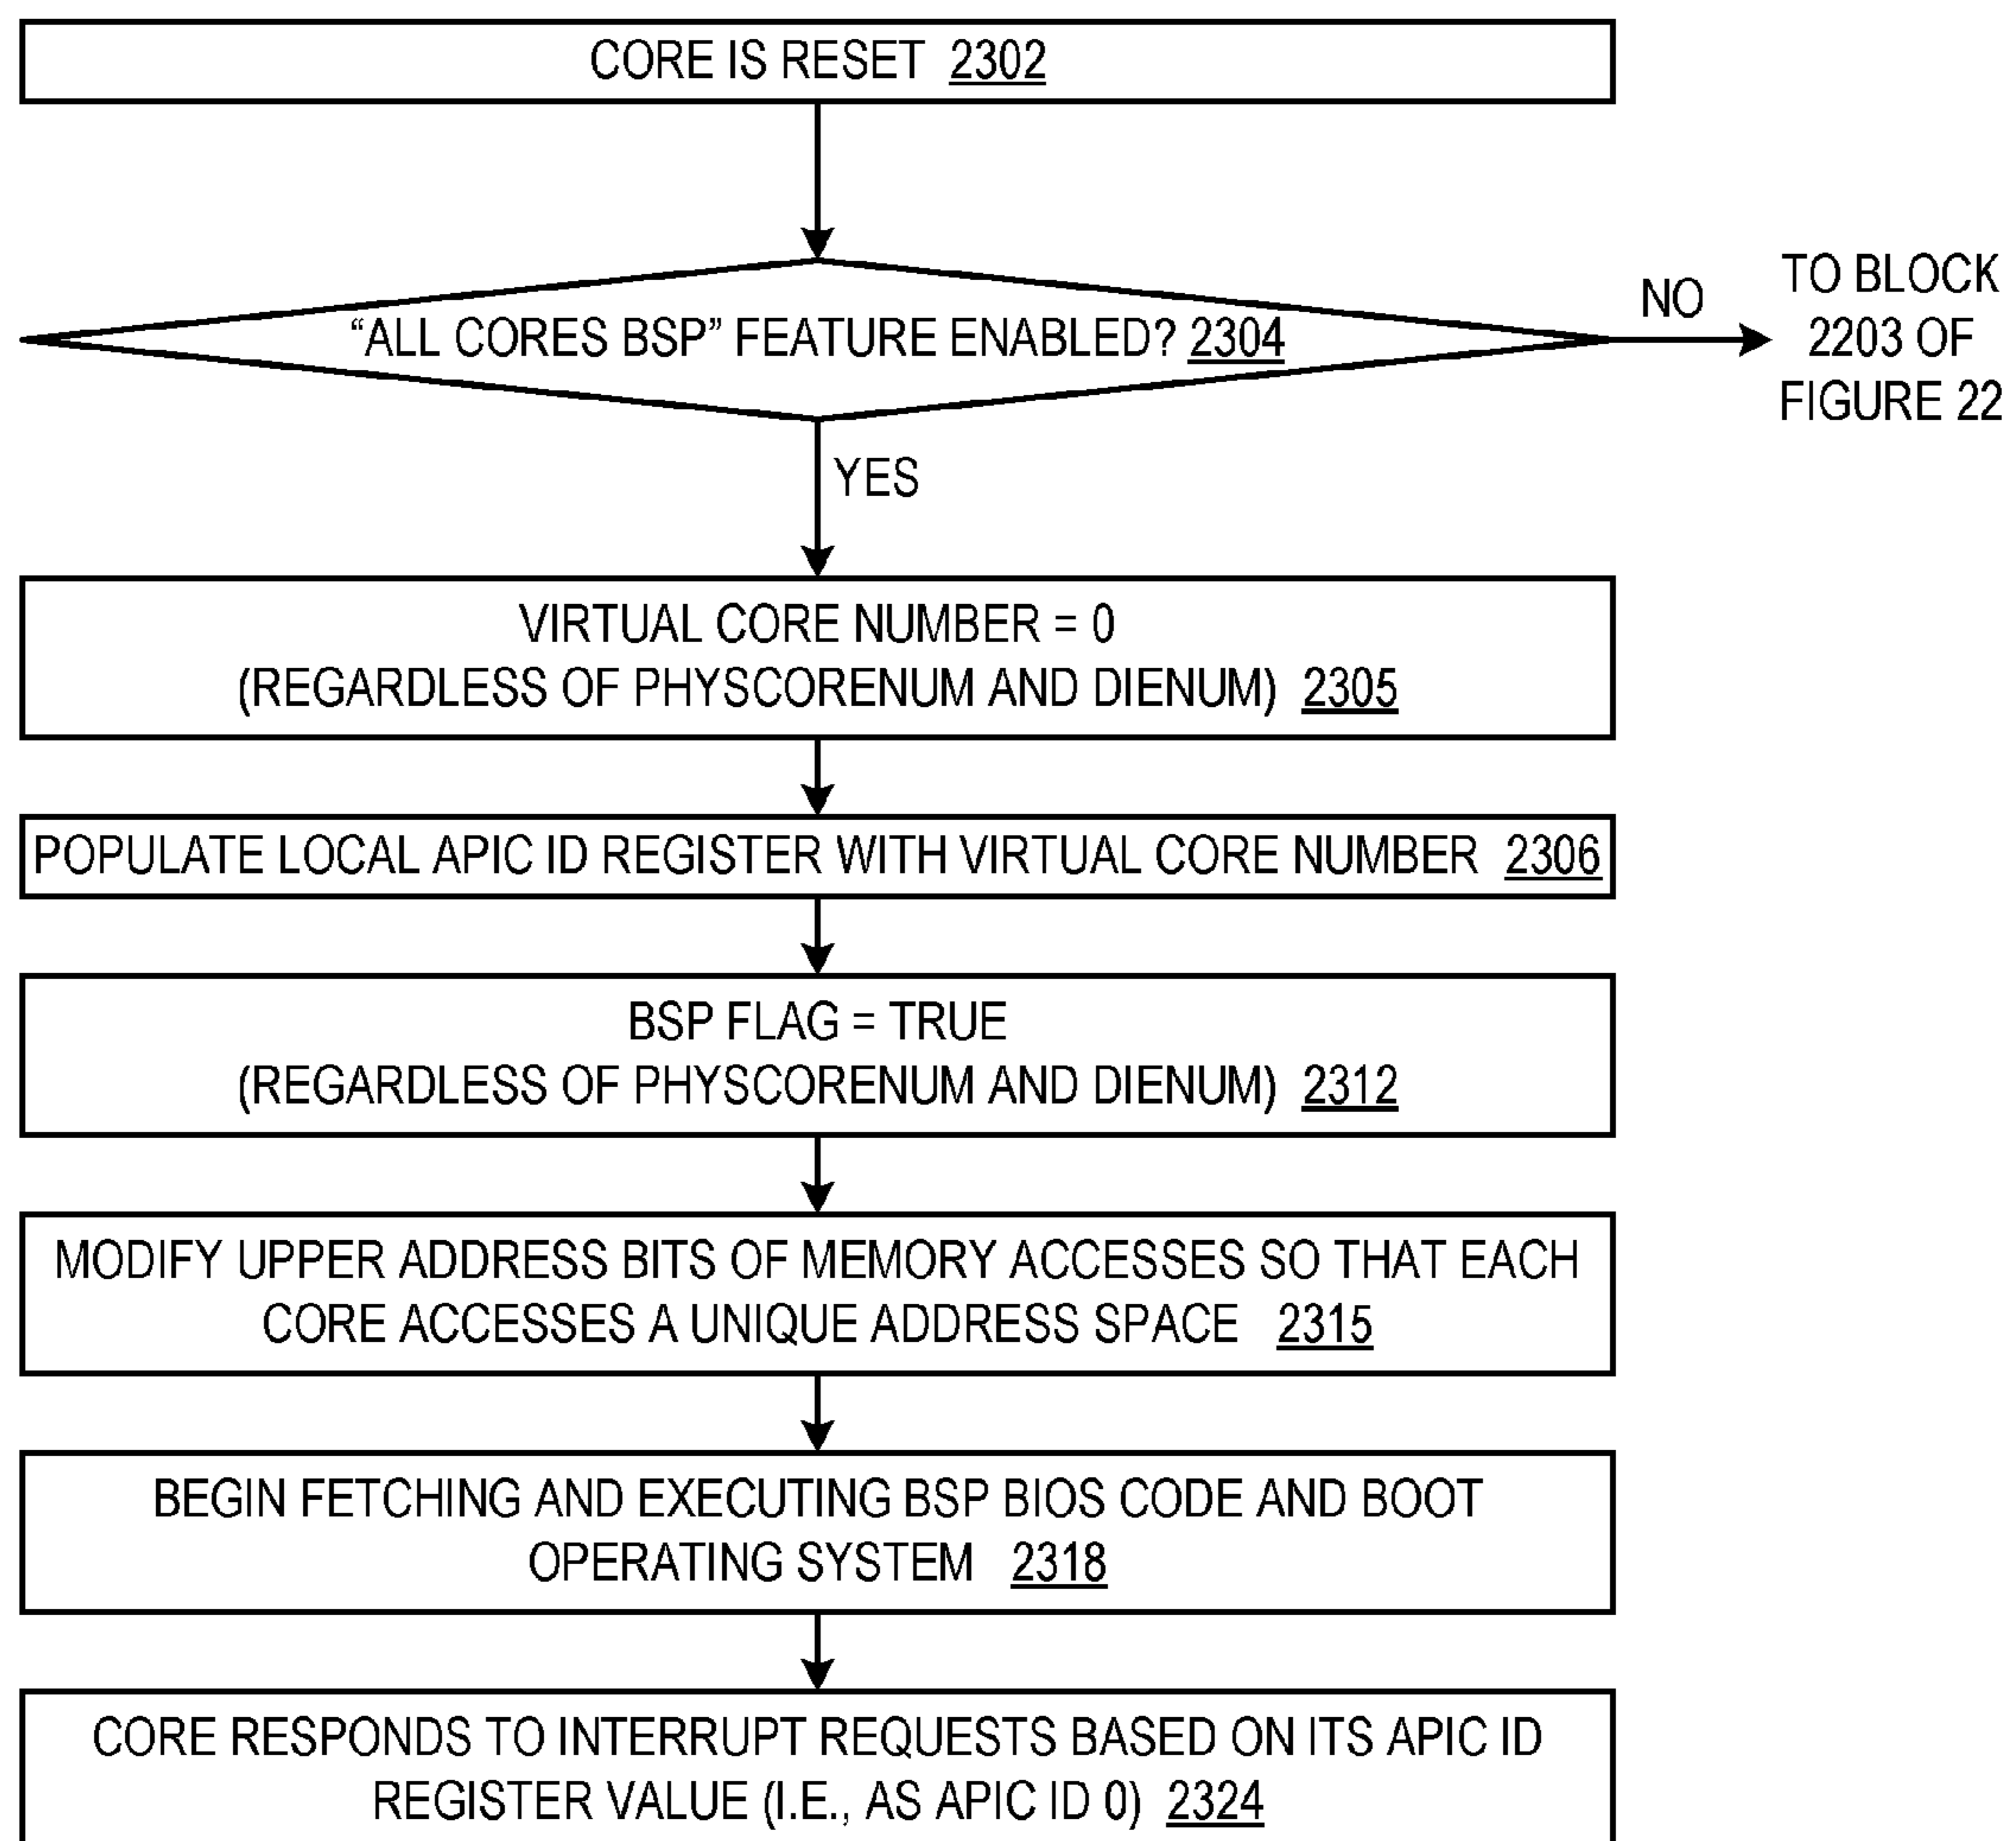 CORE IS RESET 2302
"ALL CORES BSP" FEATURE ENABLED? 2304
NO
TO BLOCK
2203 OF
FIGURE 22
YES
VIRTUAL CORE NUMBER = 0
(REGARDLESS OF PHYSCORENUM AND DIENUM) 2305
POPULATE LOCAL APIC ID REGISTER WITH VIRTUAL CORE NUMBER 2306
BSP FLAG = TRUE
(REGARDLESS OF PHYSCORENUM AND DIENUM) 2312
MODIFY UPPER ADDRESS BITS OF MEMORY ACCESSES SO THAT EACH
CORE ACCESSES A UNIQUE ADDRESS SPACE 2315
BEGIN FETCHING AND EXECUTING BSP BIOS CODE AND BOOT
OPERATING SYSTEM 2318
CORE RESPONDS TO INTERRUPT REQUESTS BASED ON ITS APIC ID
REGISTER VALUE (I.E., AS APIC ID 0) 2324